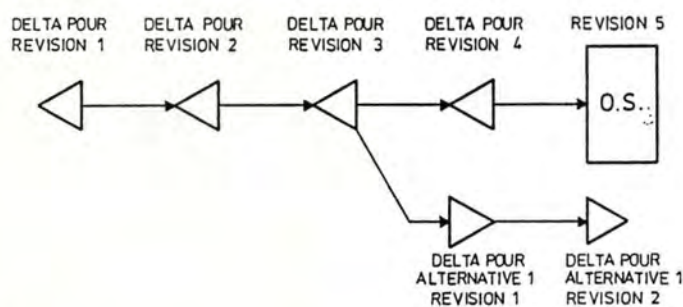 DELTA POUR
REVISION 1
DELTA POUR
REVISION 2
DELTA POUR
REVISION 3
DELTA POUR
REVISION 4
REVISION 5
O.S.
DELTA POUR
ALTERNATIVE 1
REVISION 1
DELTA POUR
ALTERNATIVE 1
REVISION 2